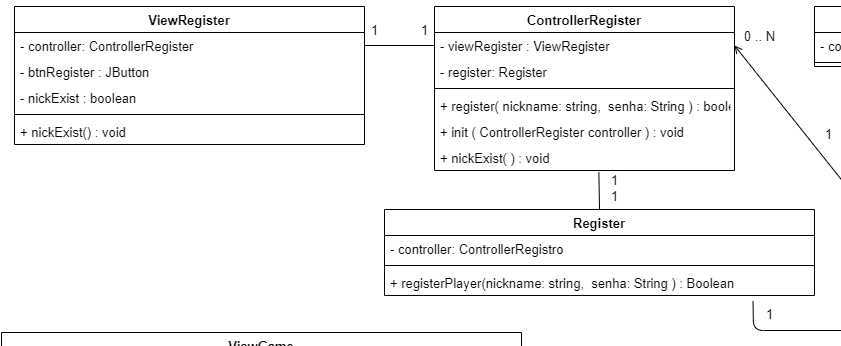 ViewRegister
- controller: ControllerRegister
- btnRegister : JButton
- nickExist : boolean
+ nickExist() : void
1
1
ControllerRegister
- viewRegister : ViewRegister
- register: Register
+ register( nickname: string, senha: String ) : boole
+ init ( ControllerRegister controller ) : void
+ nickExist( ) : void
0 .. N
- co
1
1
1
Register
- controller: ControllerRegistro
+ registerPlayer(nickname: string, senha: String ) : Boolean
1
ViewGame